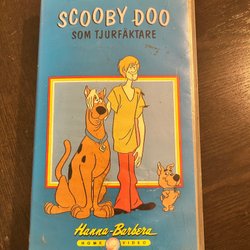 SCOOBY-DOO
SOM TJURFÄKTARE
Hanna-Barbera
HOME VIDEO